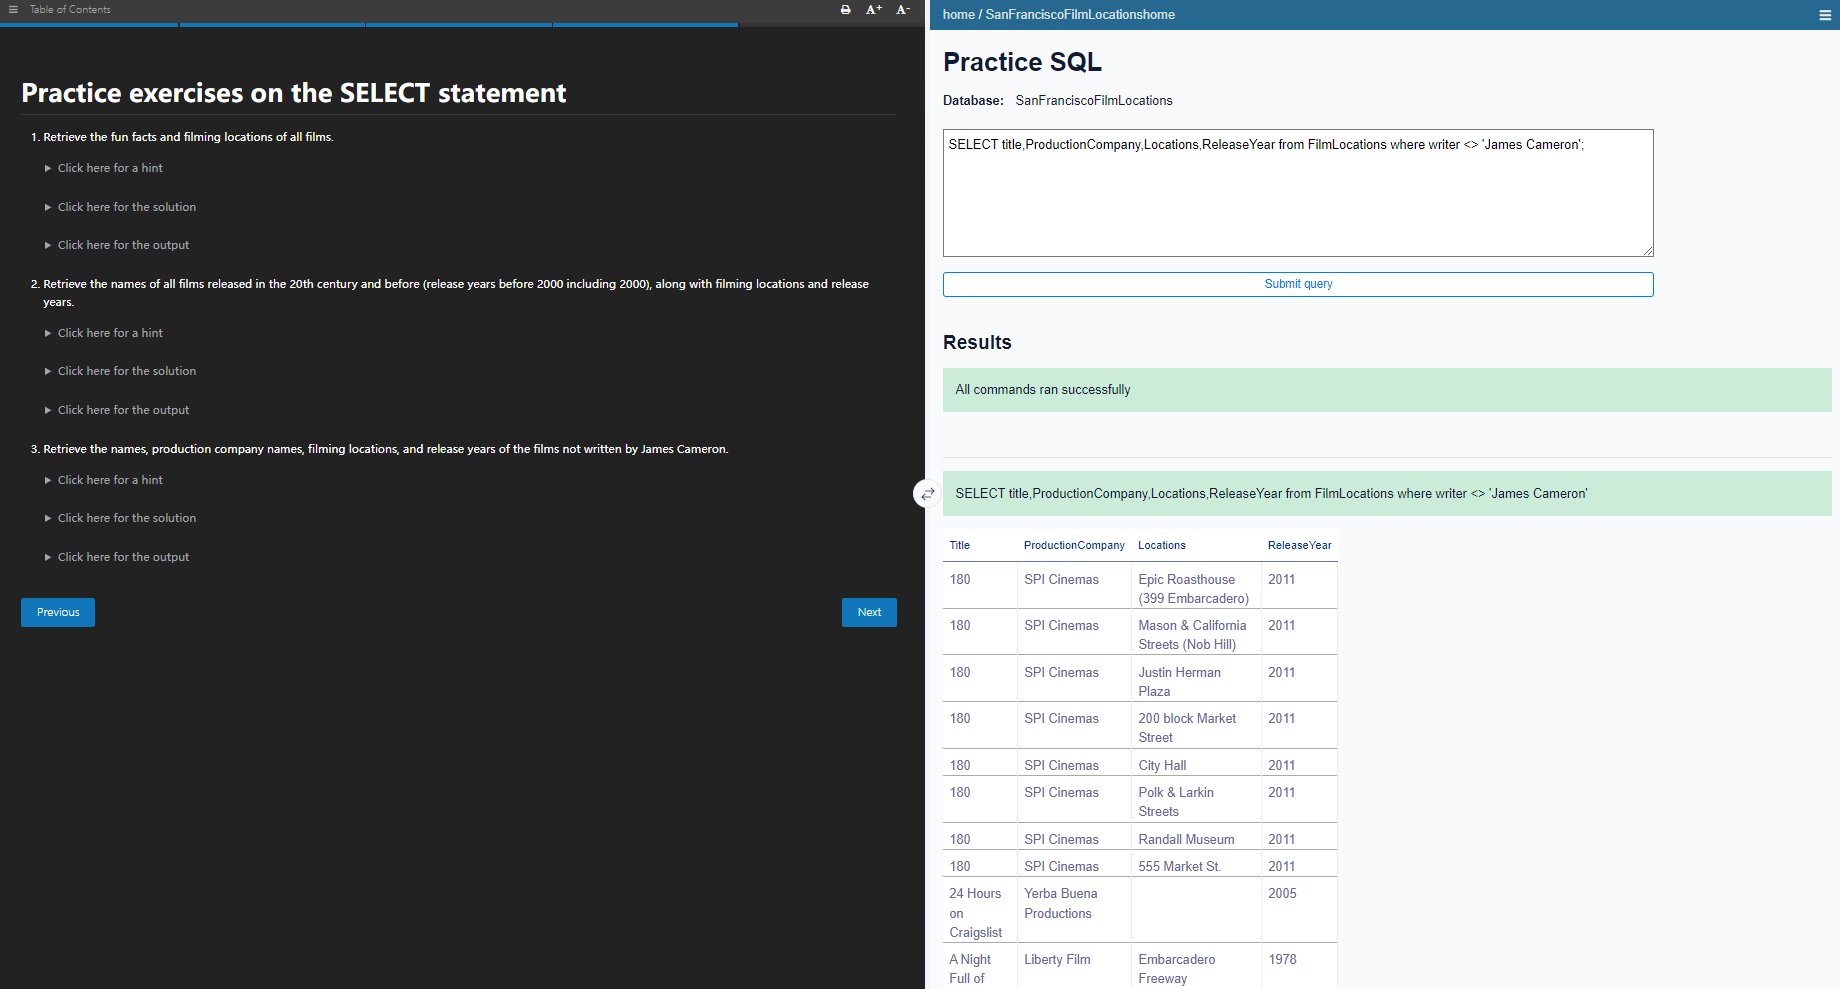 Table of Contents
A+ A-
Practice exercises on the SELECT statement
1. Retrieve the fun facts and filming locations of all films.
Click here for a hint
Click here for the solution
Click here for the output
2. Retrieve the names of all films released in the 20th century and before (release years before 2000 including 2000), along with filming locations and release
years.
Click here for a hint
Click here for the solution
Click here for the output
3. Retrieve the names, production company names, filming locations, and release years of the films not written by James Cameron.
Click here for a hint
Click here for the solution
Click here for the output
Previous
Next
home / SanFranciscoFilmLocationshome
Practice SQL
Database: SanFranciscoFilmLocations
SELECT title,ProductionCompany,Locations,ReleaseYear from FilmLocations where writer <> 'James Cameron';
Submit query
Results
All commands ran successfully
SELECT title,ProductionCompany,Locations,ReleaseYear from FilmLocations where writer <> 'James Cameron'
Title ProductionCompany Locations ReleaseYear
180 SPI Cinemas Epic Roasthouse 2011
(399 Embarcadero)
180 SPI Cinemas Mason & California 2011
Streets (Nob Hill)
180 SPI Cinemas Justin Herman 2011
Plaza
180 SPI Cinemas 200 block Market 2011
Street
180 SPI Cinemas City Hall 2011
180 SPI Cinemas Polk & Larkin 2011
Streets
180 SPI Cinemas Randall Museum 2011
180 SPI Cinemas 555 Market St. 2011
24 Hours Yerba Buena 2005
on Productions
Craigslist
A Night Liberty Film Embarcadero 1978
Full of Freeway